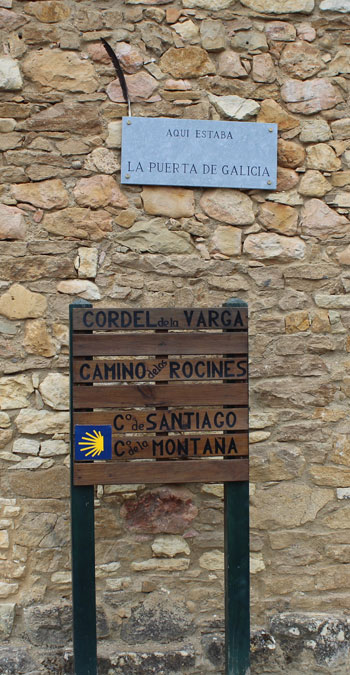 AQUI ESTABA
LA PUERTA DE GALICIA
CORDEL de la VARGA
CAMINO de los ROCINES
Cº de SANTIAGO
Cº de la MONTAÑA